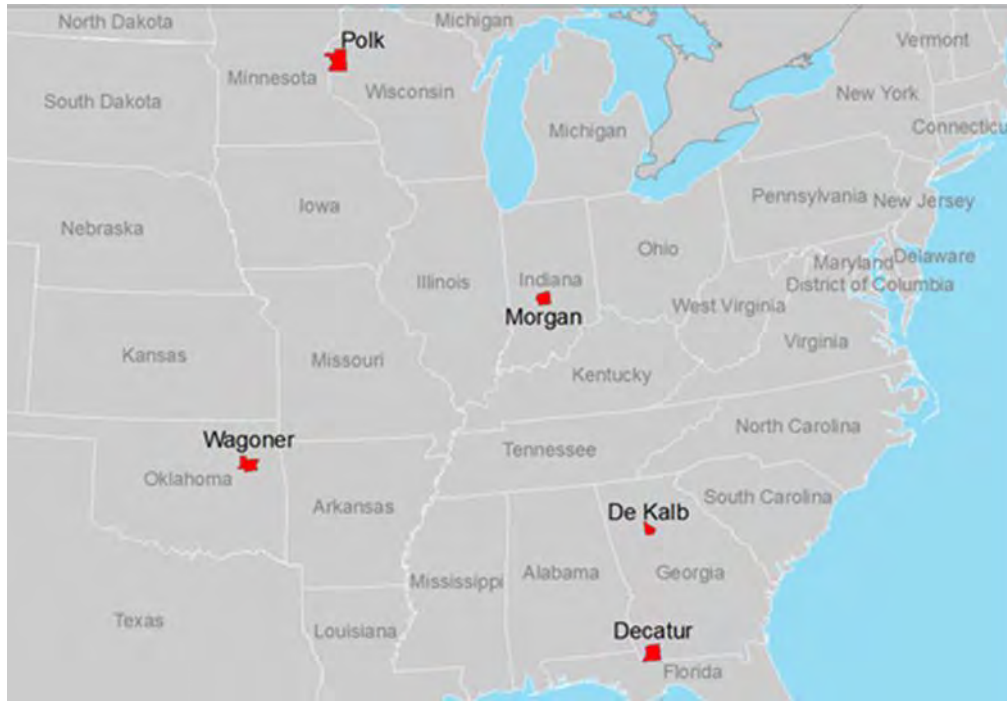 North Dakota
Michigan
Polk
Vermont
Minnesota
Wisconsin
South Dakota
New York
Michigan
Connecticu
Pennsylvania
New Jersey
Iowa
Nebraska
Ohio
Maryland
Delaware
Illinois
Indiana
District of Columbia
West Virginia
Morgan
Virginia
Kansas
Missouri
Kentucky
North Carolina
Wagoner
Tennessee
Oklahoma
South Carolina
Arkansas
De Kalb
Mississippi
Alabama
Georgia
Texas
Louisiana
Decatur
Florida